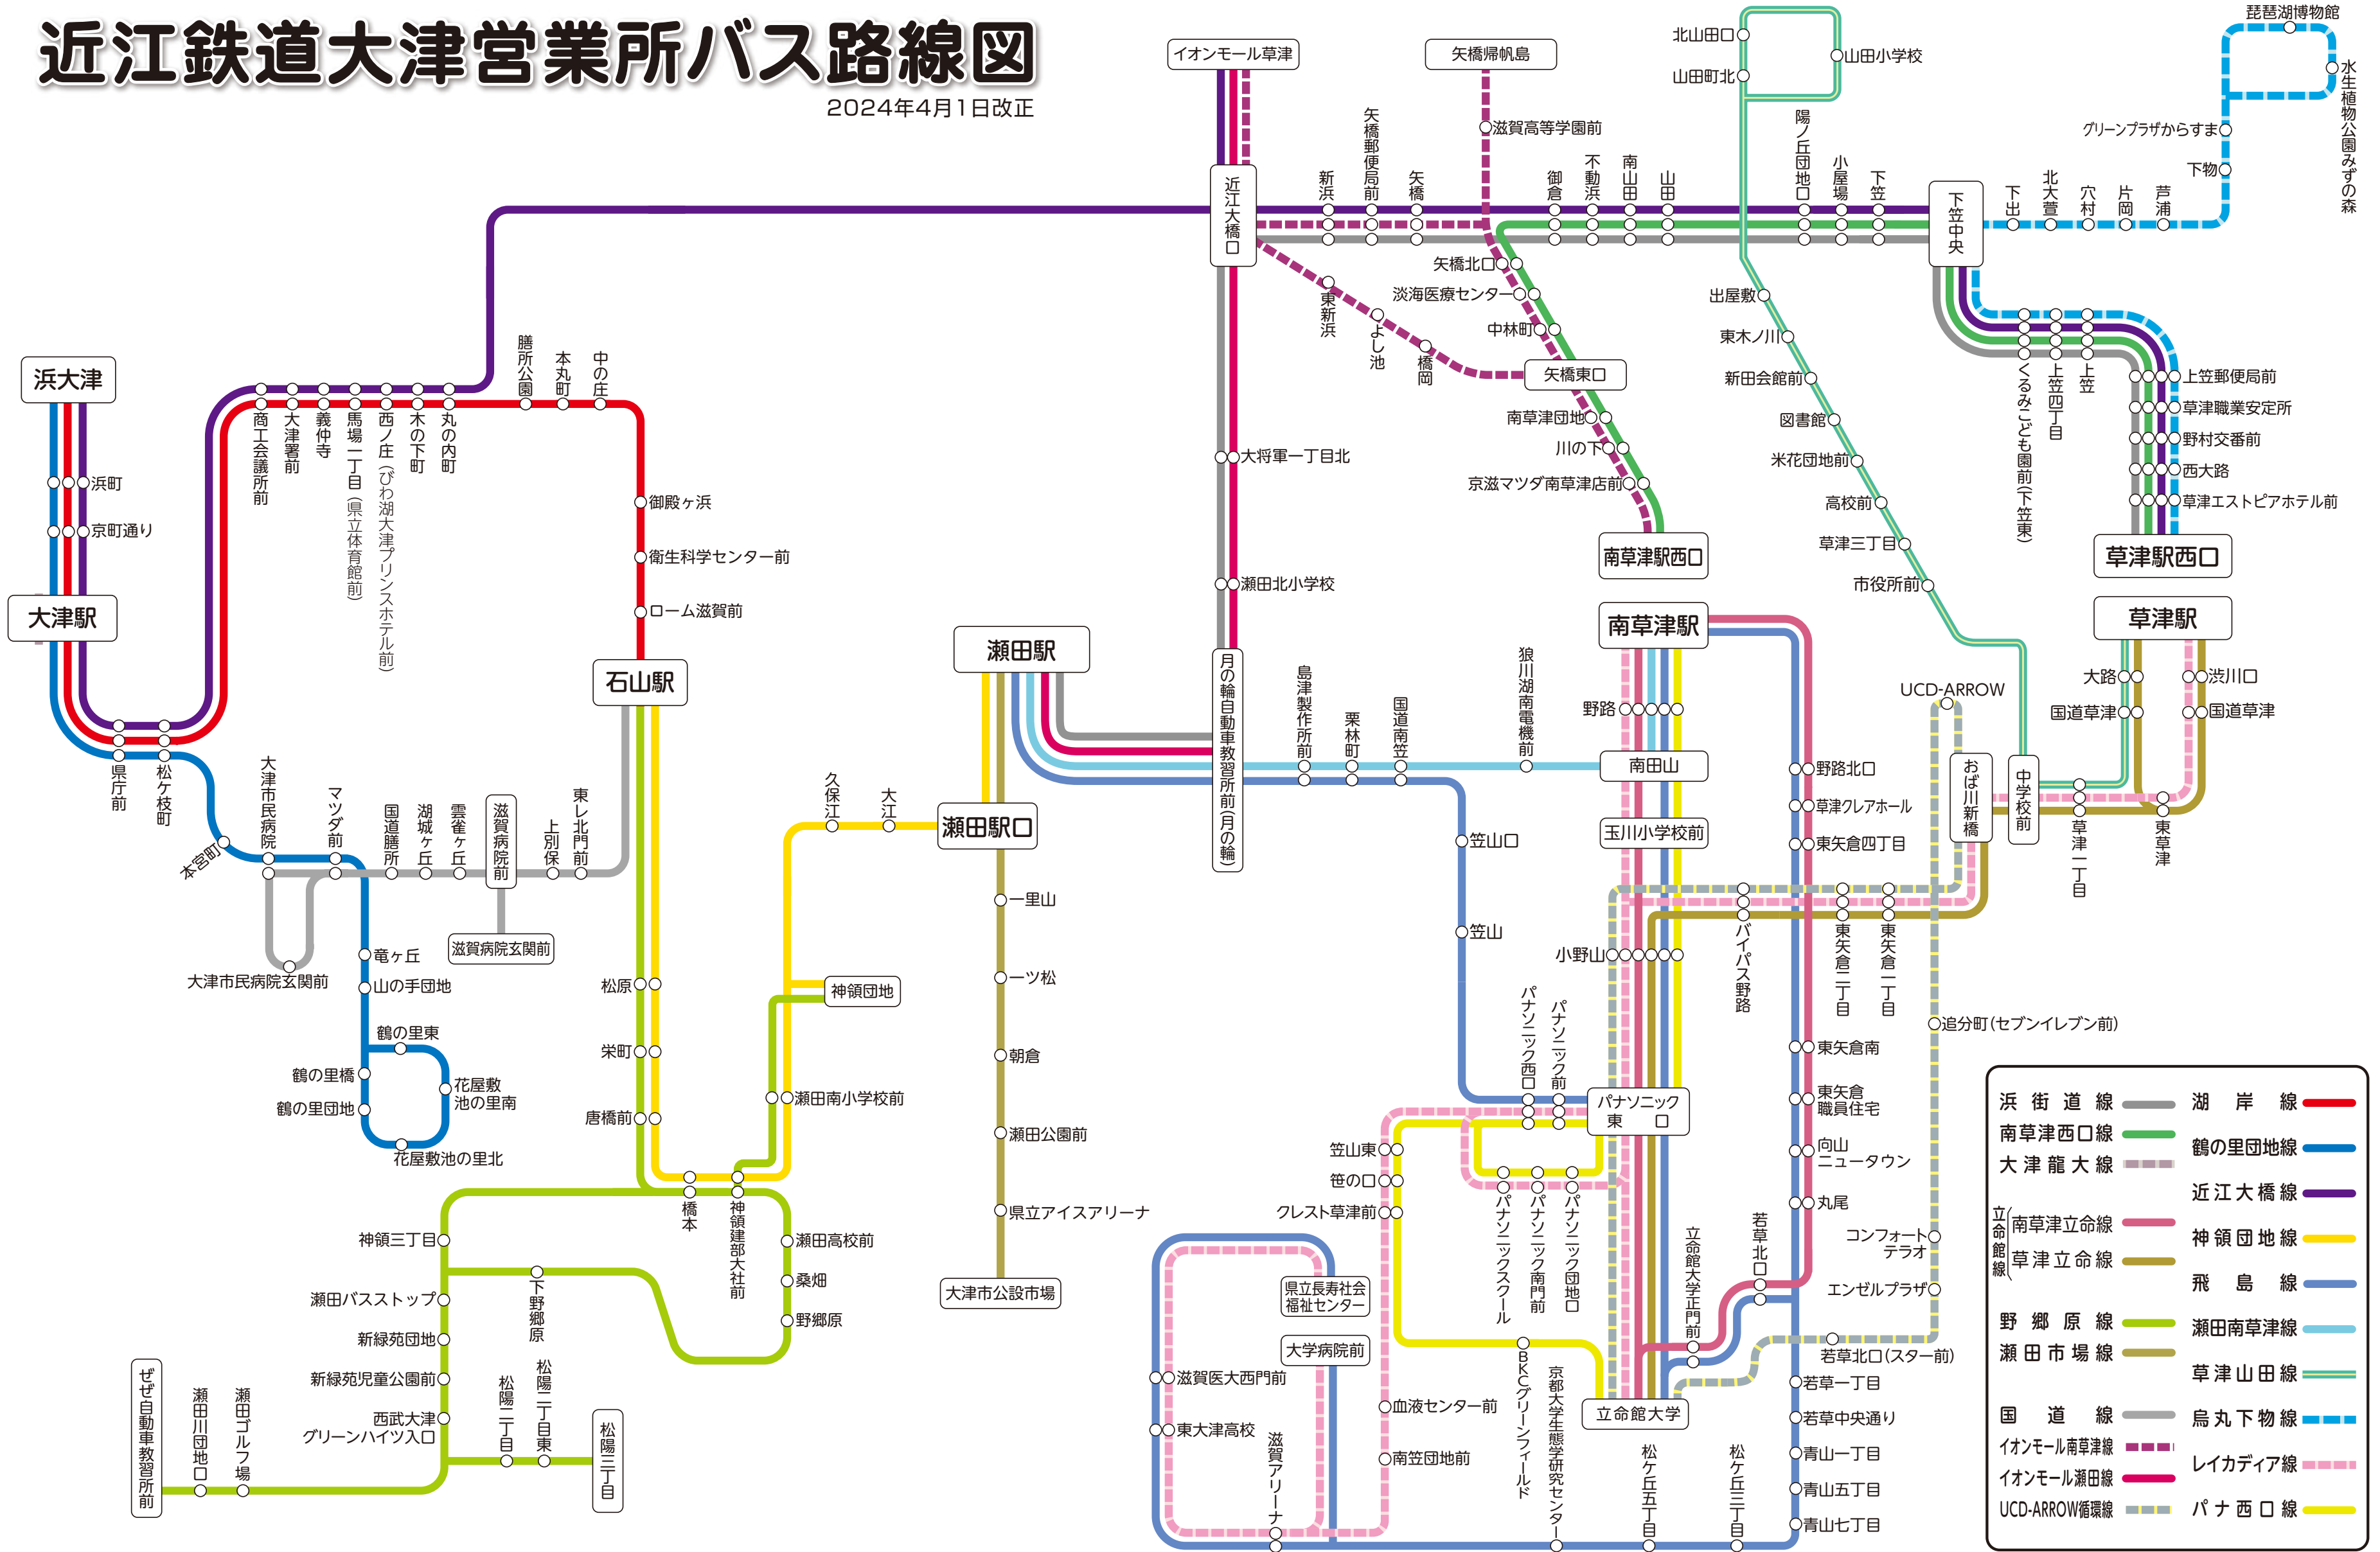 近江鉄道大津営業所バス路線図
2024年4月1日改正
イオンモール草津
矢橋帰帆島
滋賀高等学園前
北山田口
山田町北
山田小学校
琵琶湖博物館
水生植物公園みずの森
グリーンプラザからすま
下物
近江大橋口
新浜
矢橋郵便局前
矢橋
御倉
不動浜
南山田
山田
陽ノ丘団地口
小屋場
下笠
下笠中央
下出
北大萱
穴村
片岡
芦浦
東新浜
よし池
橋岡
矢橋北口
淡海医療センター
中林町
矢橋東口
南草津団地
川の下
京滋マツダ南草津店前
南草津駅西口
出屋敷
東木ノ川
新田会館前
図書館
米花団地前
高校前
草津三丁目
市役所前
くるみこども園前(下笠東)
上笠四丁目
上笠
上笠郵便局前
草津職業安定所
野村交番前
西大路
草津エストピアホテル前
草津駅西口
草津駅
大路
国道草津
渋川口
国道草津
浜大津
浜町
京町通り
大津駅
商工会議所前
大津署前
義仲寺
馬場一丁目(県立体育館前)
西ノ庄(びわ湖大津プリンスホテル前)
木の下町
丸の内町
膳所公園
本丸町
中の庄
御殿ヶ浜
衛生科学センター前
ローム滋賀前
石山駅
県庁前
松ケ枝町
本宮町
大津市民病院
マツダ前
国道膳所
湖城ヶ丘
雲雀ヶ丘
滋賀病院前
上別保
東レ北門前
滋賀病院玄関前
大津市民病院玄関前
竜ヶ丘
山の手団地
鶴の里東
鶴の里橋
鶴の里団地
花屋敷
池の里南
花屋敷池の里北
松原
栄町
唐橋前
橋本
神領建部大社前
久保江
大江
神領団地
瀬田南小学校前
瀬田高校前
桑畑
野郷原
神領三丁目
下野郷原
瀬田バスストップ
新緑苑団地
新緑苑児童公園前
西武大津
グリーンハイツ入口
松陽二丁目
松陽二丁目東
松陽三丁目
瀬田ゴルフ場
瀬田川団地口
ぜぜ自動車教習所前
瀬田駅
瀬田駅口
一里山
一ツ松
朝倉
瀬田公園前
県立アイスアリーナ
大津市公設市場
大将軍一丁目北
瀬田北小学校
月の輪自動車教習所前(月の輪)
島津製作所前
栗林町
国道南笠
狼川湖南電機前
笠山口
笠山
南草津駅
野路
南田山
玉川小学校前
小野山
パナソニック西口
パナソニック前
パナソニック
東口
パナソニックスクール
パナソニック南門前
パナソニック団地口
笠山東
笹の口
クレスト草津前
県立長寿社会
福祉センター
大学病院前
滋賀医大西門前
東大津高校
滋賀アリーナ
血液センター前
南笠団地前
BKCグリーンフィールド
京都大学生態学研究センター
立命館大学
立命館大学正門前
若草北口
松ケ丘五丁目
松ケ丘三丁目
野路北口
草津クレアホール
東矢倉四丁目
バイパス野路
東矢倉二丁目
東矢倉一丁目
東矢倉南
東矢倉
職員住宅
向山
ニュータウン
丸尾
若草一丁目
若草中央通り
青山一丁目
青山五丁目
青山七丁目
UCD-ARROW
おば川新橋
中学校前
草津一丁目
東草津
追分町(セブンイレブン前)
コンフォート
テラオ
エンゼルプラザ
若草北口(スター前)
浜街道線
南草津西口線
大津龍大線
立命館線
南草津立命線
草津立命線
野郷原線
瀬田市場線
国道線
イオンモール南草津線
イオンモール瀬田線
UCD-ARROW循環線
湖岸線
鶴の里団地線
近江大橋線
神領団地線
飛島線
瀬田南草津線
草津山田線
烏丸下物線
レイカディア線
パナ西口線